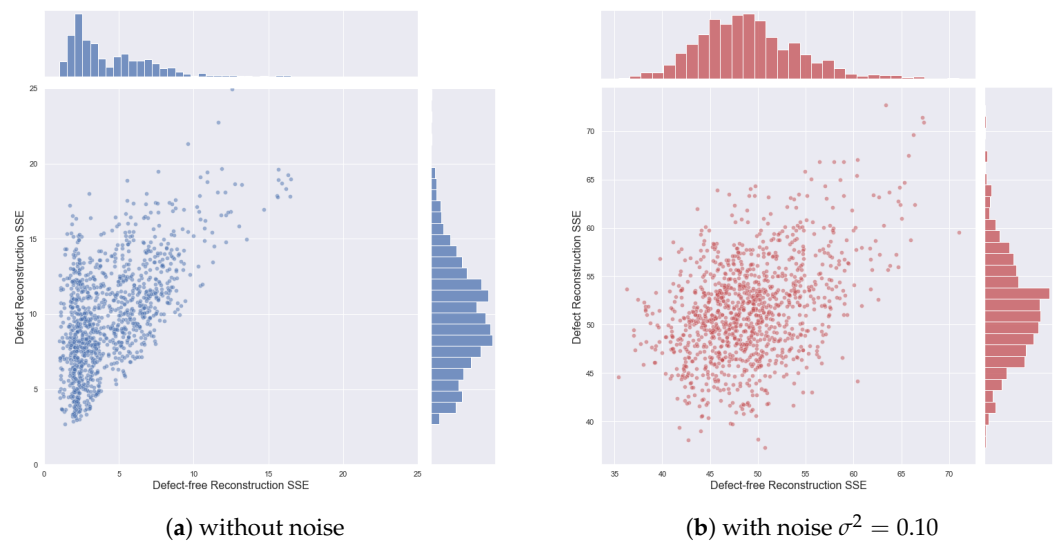 25
20
15
10
5
0
Defect Reconstruction SSE
0 5 10 15 20 25
Defect-free Reconstruction SSE
(a) without noise
70
65
60
55
50
45
40
Defect Reconstruction SSE
35 40 45 50 55 60 65 70
Defect-free Reconstruction SSE
(b) with noise σ² = 0.10